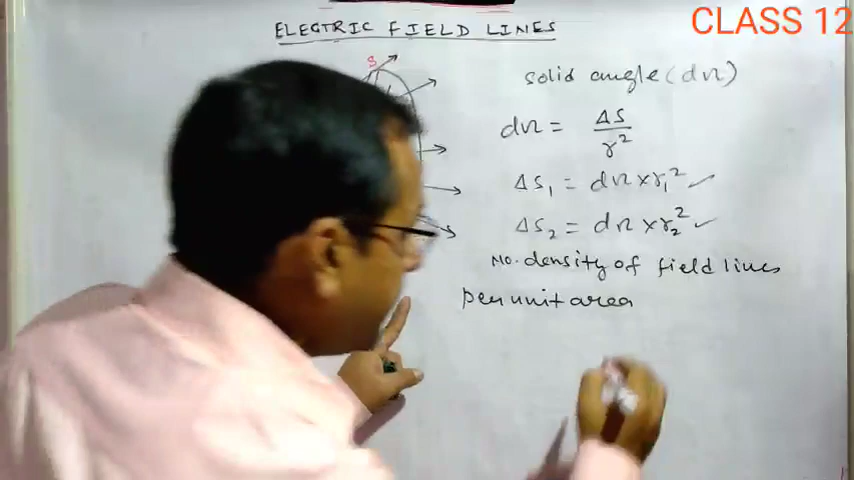 CLASS 12
ELECTRIC FIELD LINES
S
solid angle (dΩ)
dΩ = ΔS / r²
ΔS₁ = dΩ × r₁² ✓
ΔS₂ = dΩ × r₂² ✓
No. density of field lines
per unit area